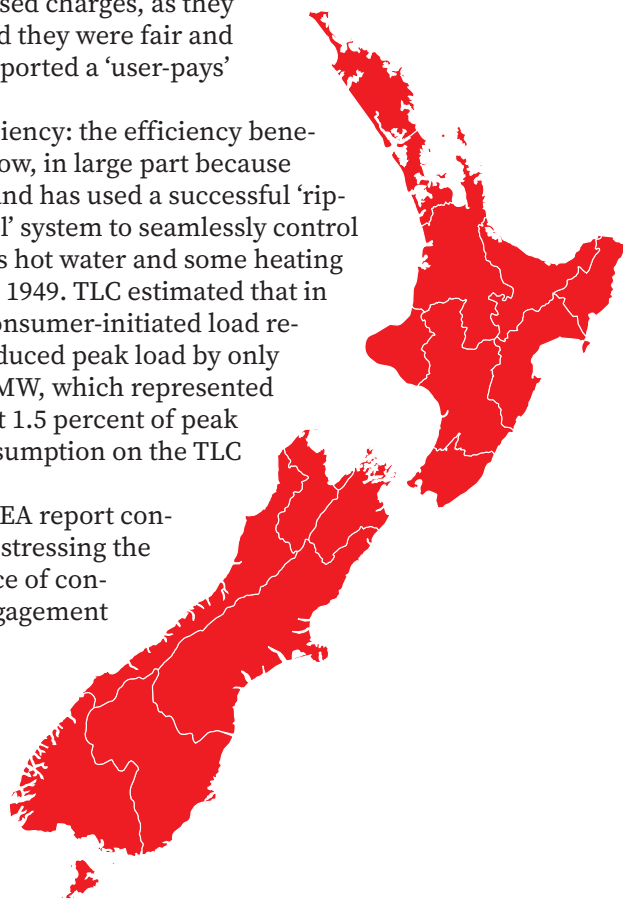 sed charges, as they
d they were fair and
ported a ‘user-pays’
iency: the efficiency bene-
ow, in large part because
and has used a successful ‘rip-
l’ system to seamlessly control
s hot water and some heating
1949. TLC estimated that in
onsumer-initiated load re-
duced peak load by only
MW, which represented
t 1.5 percent of peak
sumption on the TLC
EA report con-
stressing the
ce of con-
gagement